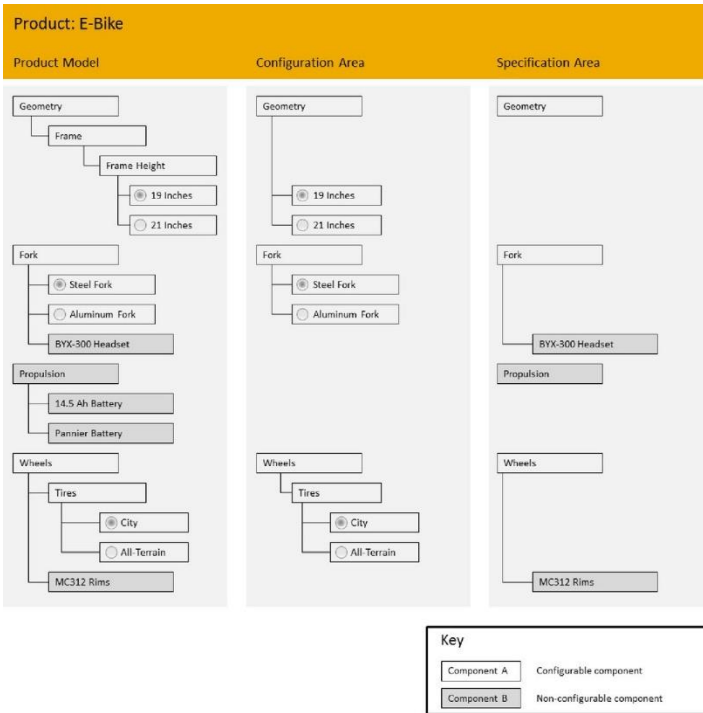 Product: E-Bike
Product Model
Configuration Area
Specification Area
Geometry
Frame
Frame Height
19 Inches
21 Inches
Fork
Steel Fork
Aluminum Fork
BYX-300 Headset
Propulsion
14.5 Ah Battery
Pannier Battery
Wheels
Tires
City
All-Terrain
MC312 Rims
Geometry
19 Inches
21 Inches
Fork
Steel Fork
Aluminum Fork
Wheels
Tires
City
All-Terrain
Geometry
Fork
BYX-300 Headset
Propulsion
Wheels
MC312 Rims
Key
Component A Configurable component
Component B Non-configurable component